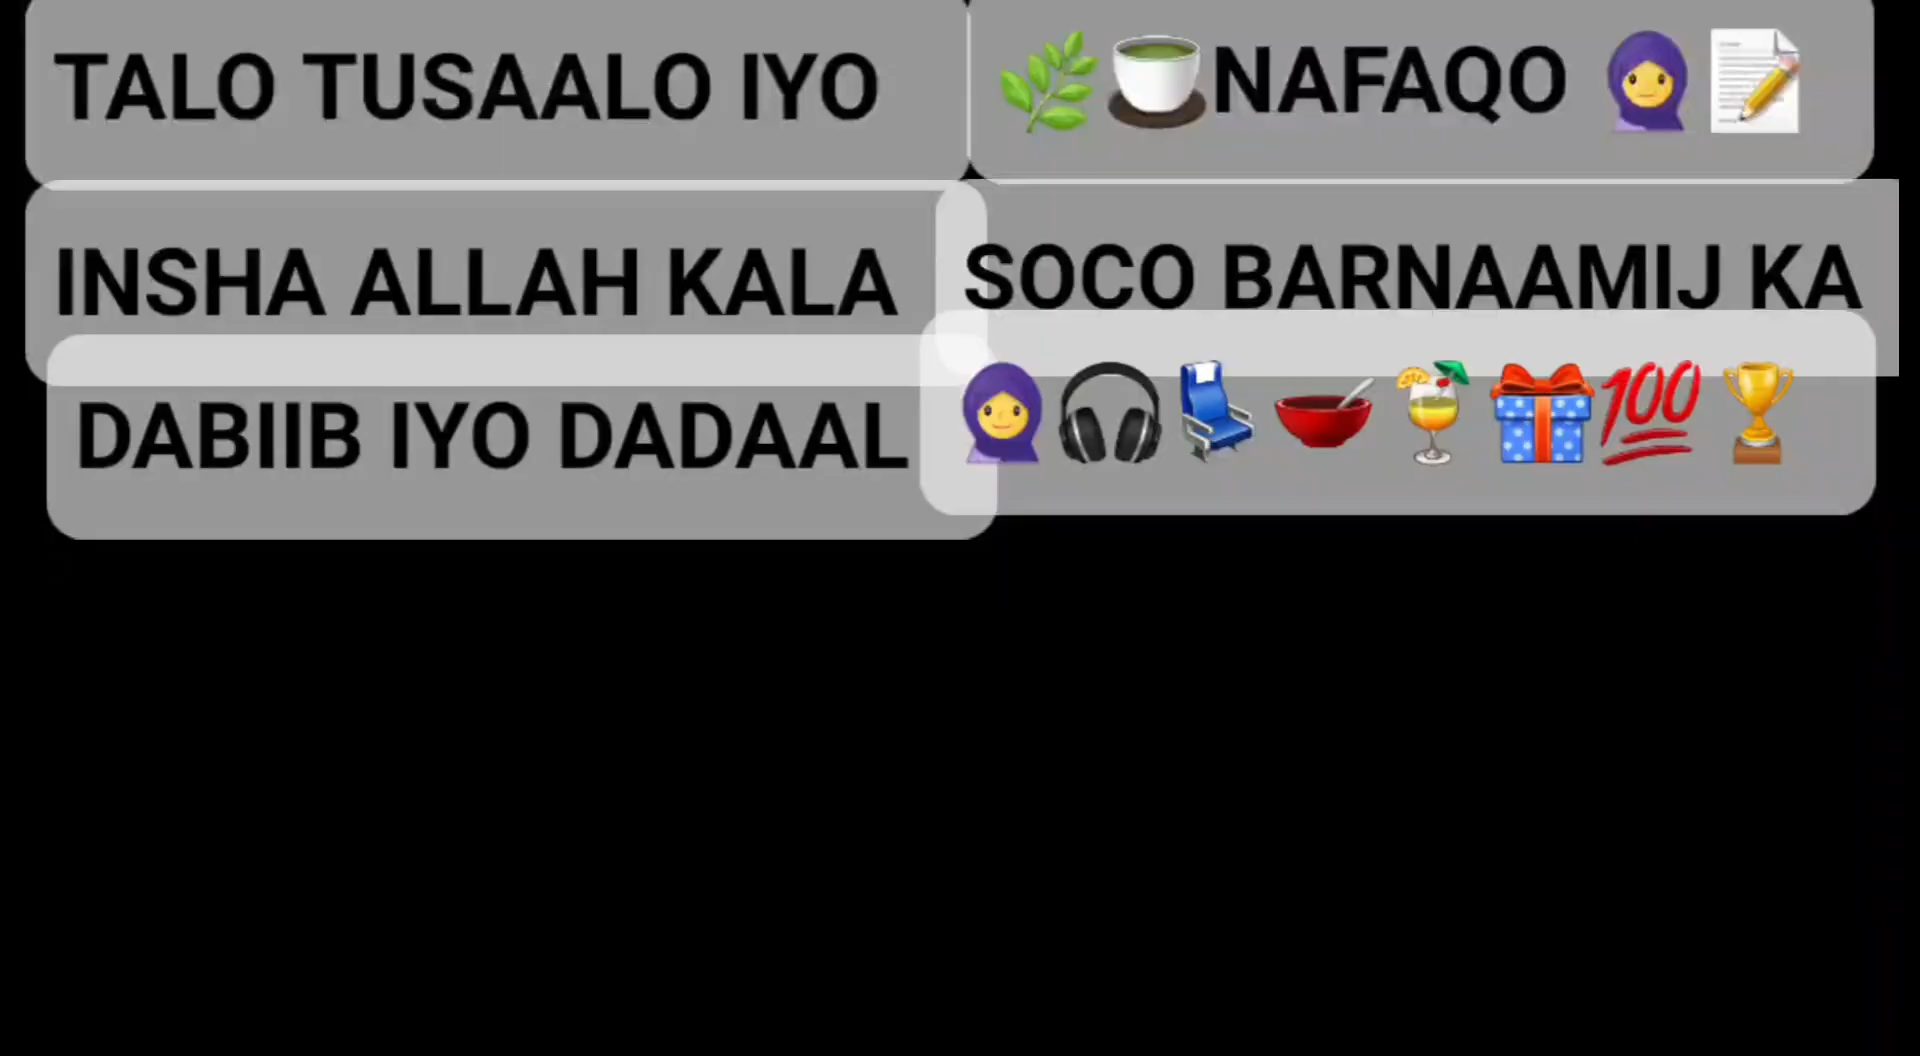 TALO TUSAALO IYO 🌿🍵NAFAQO 🧕📝
INSHA ALLAH KALA SOCO BARNAAMIJ KA
DABIIB IYO DADAAL 🧕🎧💺🥣🍹🎁💯🏆